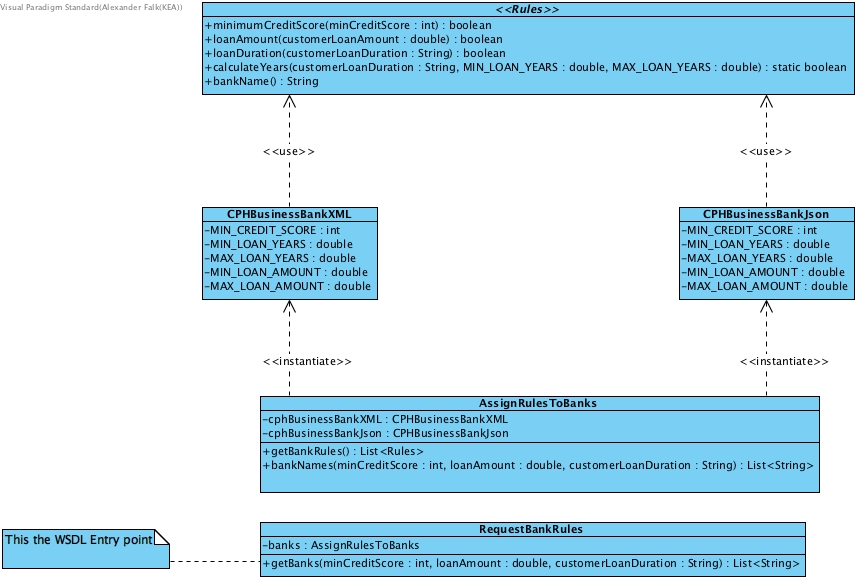 Visual Paradigm Standard(Alexander Falk(KEA))
<<Rules>>
+minimumCreditScore(minCreditScore : int) : boolean
+loanAmount(customerLoanAmount : double) : boolean
+loanDuration(customerLoanDuration : String) : boolean
+calculateYears(customerLoanDuration : String, MIN_LOAN_YEARS : double, MAX_LOAN_YEARS : double) : static boolean
+bankName() : String
<<use>>
<<use>>
CPHBusinessBankXML
-MIN_CREDIT_SCORE : int
-MIN_LOAN_YEARS : double
-MAX_LOAN_YEARS : double
-MIN_LOAN_AMOUNT : double
-MAX_LOAN_AMOUNT : double
CPHBusinessBankJson
-MIN_CREDIT_SCORE : int
-MIN_LOAN_YEARS : double
-MAX_LOAN_YEARS : double
-MIN_LOAN_AMOUNT : double
-MAX_LOAN_AMOUNT : double
<<instantiate>>
<<instantiate>>
AssignRulesToBanks
-cphBusinessBankXML : CPHBusinessBankXML
-cphBusinessBankJson : CPHBusinessBankJson
+getBankRules() : List<Rules>
+bankNames(minCreditScore : int, loanAmount : double, customerLoanDuration : String) : List<String>
This the WSDL Entry point
RequestBankRules
-banks : AssignRulesToBanks
+getBanks(minCreditScore : int, loanAmount : double, customerLoanDuration : String) : List<String>